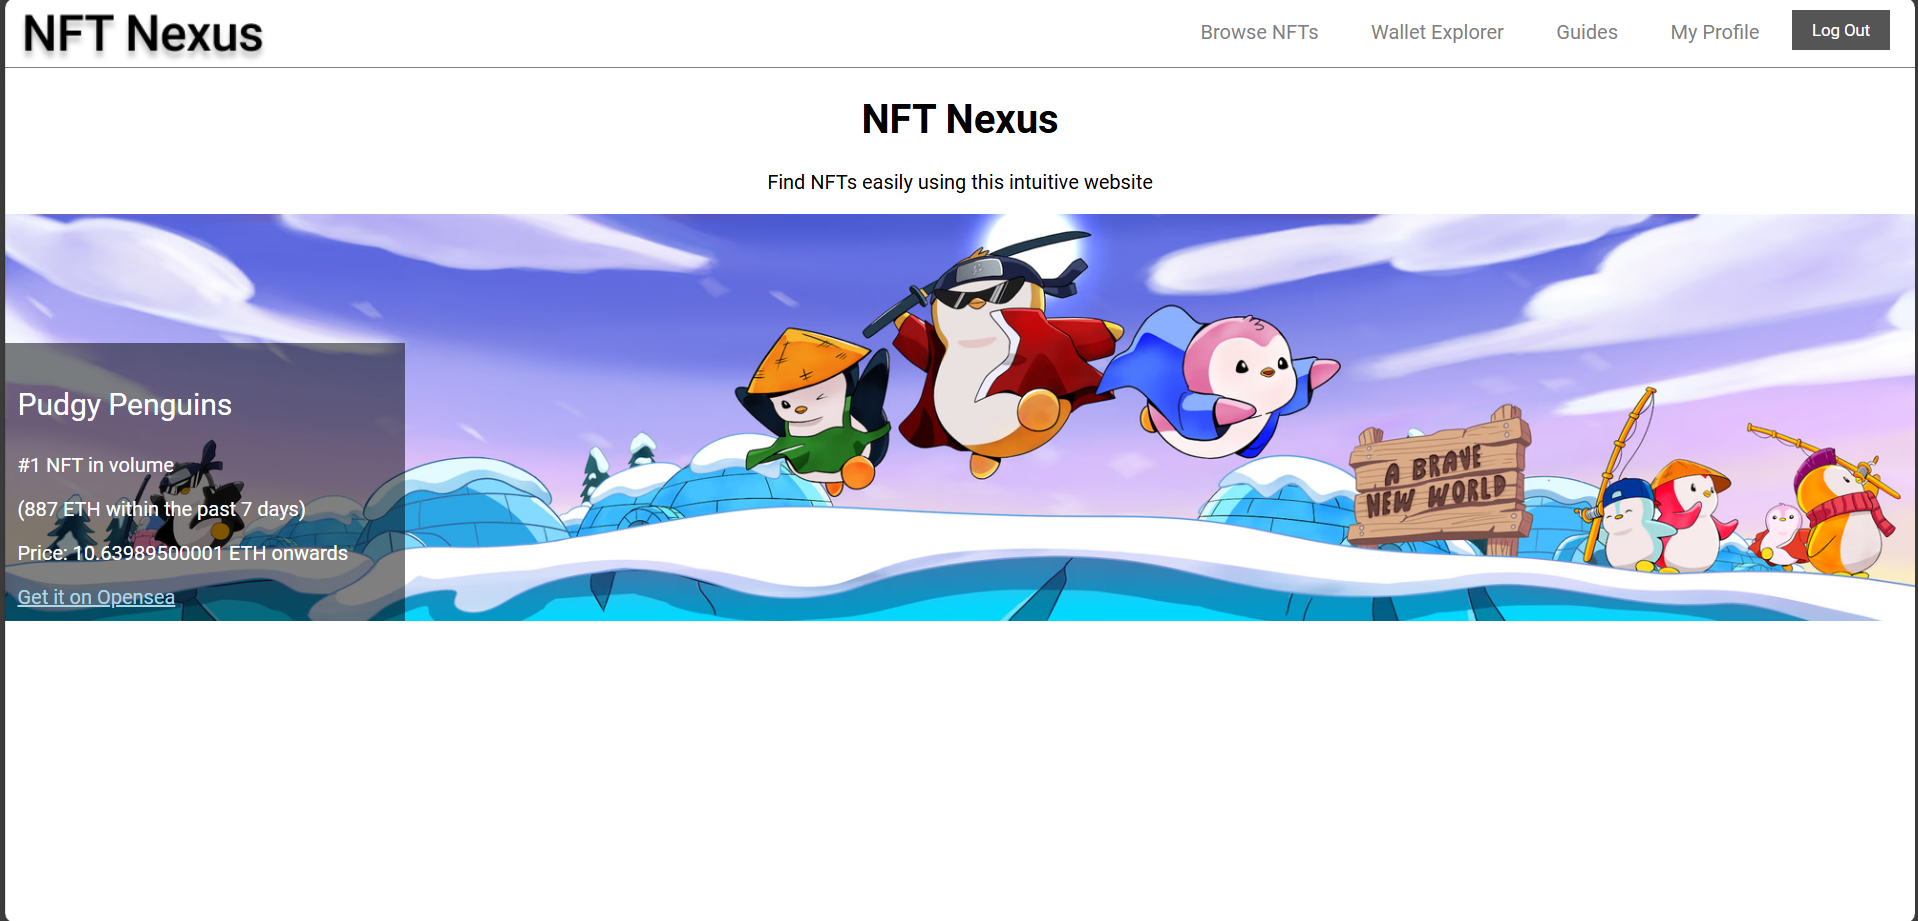 NFT Nexus
Browse NFTs
Wallet Explorer
Guides
My Profile
Log Out
NFT Nexus
Find NFTs easily using this intuitive website
Pudgy Penguins
#1 NFT in volume
(887 ETH within the past 7 days)
Price: 10.63989500001 ETH onwards
Get it on Opensea
A BRAVE
NEW WORLD